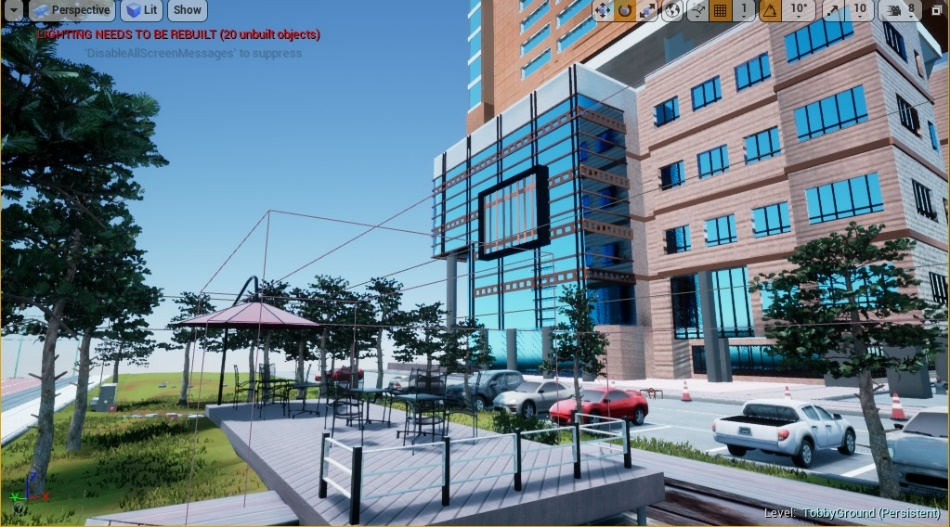 Perspective Lit Show 1 10° 10 8
LIGHTING NEEDS TO BE REBUILT (20 unbuilt objects)
'DisableAllScreenMessages' to suppress
Level: TobbyGround (Persistent)